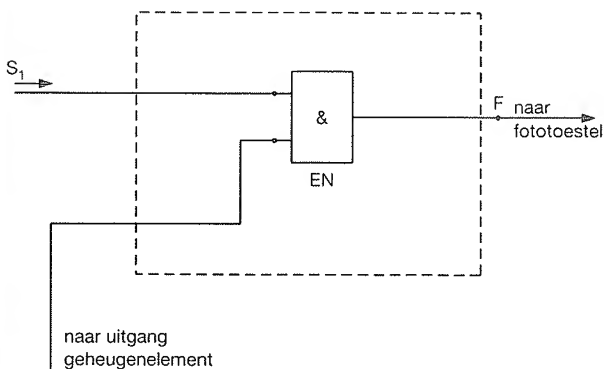 S1
&
EN
F naar
fototoestel
naar uitgang
geheugenelement